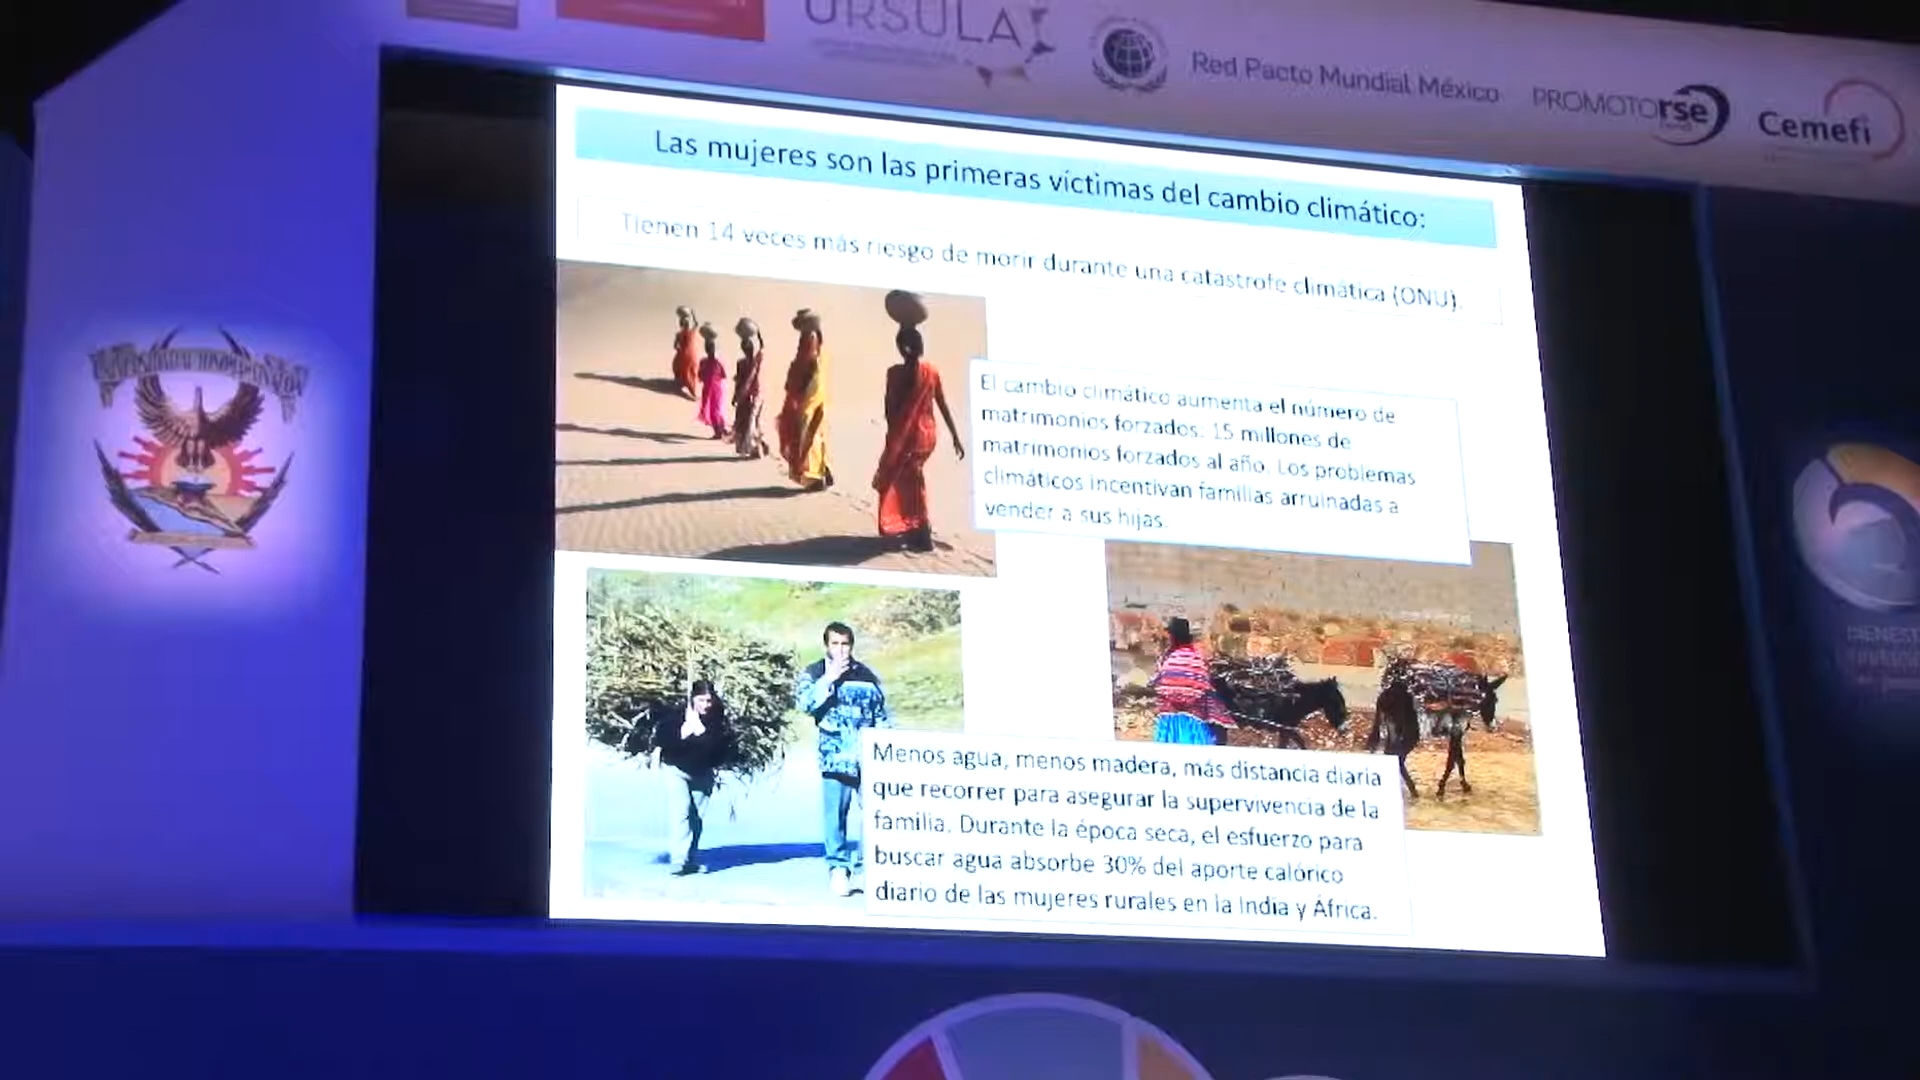 URSULA
Red Pacto Mundial México
PROMOTOrse
Cemefi
Las mujeres son las primeras víctimas del cambio climático:
Tienen 14 veces más riesgo de morir durante una catastrofe climática (ONU).
El cambio climático aumenta el número de
matrimonios forzados. 15 millones de
matrimonios forzados al año. Los problemas
climáticos incentivan familias arruinadas a
vender a sus hijas.
Menos agua, menos madera, más distancia diaria
que recorrer para asegurar la supervivencia de la
familia. Durante la época seca, el esfuerzo para
buscar agua absorbe 30% del aporte calórico
diario de las mujeres rurales en la India y África.